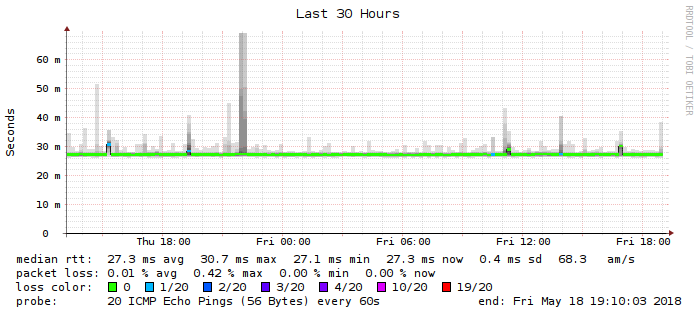 Last 30 Hours
RRDTOOL / TOBI OETIKER
Seconds
60 m
50 m
40 m
30 m
20 m
10 m
0
Thu 18:00 Fri 00:00 Fri 06:00 Fri 12:00 Fri 18:00
median rtt: 27.3 ms avg 30.7 ms max 27.1 ms min 27.3 ms now 0.4 ms sd 68.3 am/s
packet loss: 0.01 % avg 0.42 % max 0.00 % min 0.00 % now
loss color: 0 1/20 2/20 3/20 4/20 10/20 19/20
probe: 20 ICMP Echo Pings (56 Bytes) every 60s end: Fri May 18 19:10:03 2018